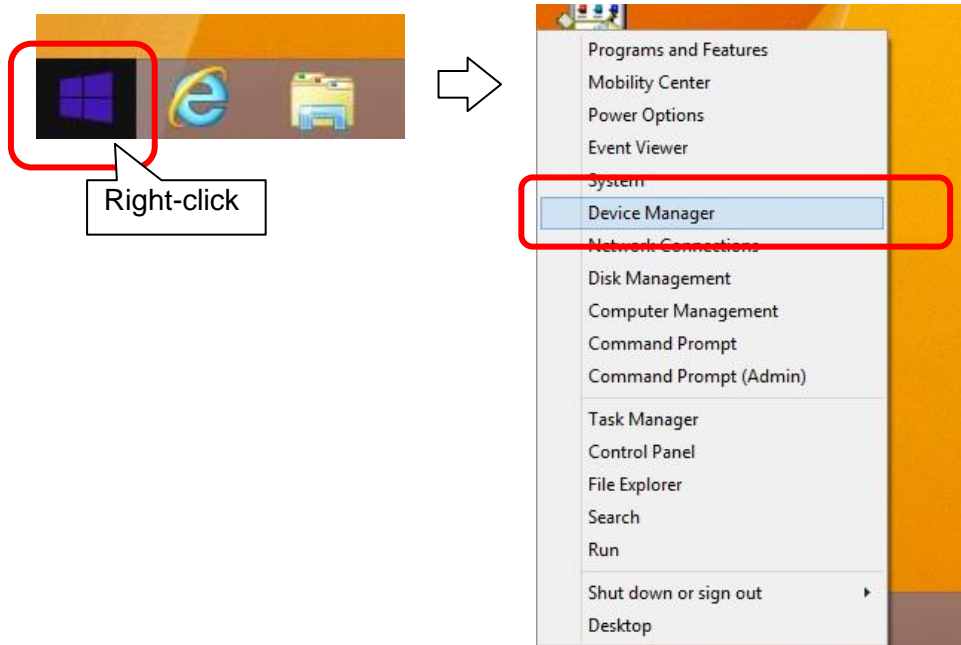 Right-click
Programs and Features
Mobility Center
Power Options
Event Viewer
System
Device Manager
Network Connections
Disk Management
Computer Management
Command Prompt
Command Prompt (Admin)
Task Manager
Control Panel
File Explorer
Search
Run
Shut down or sign out
Desktop